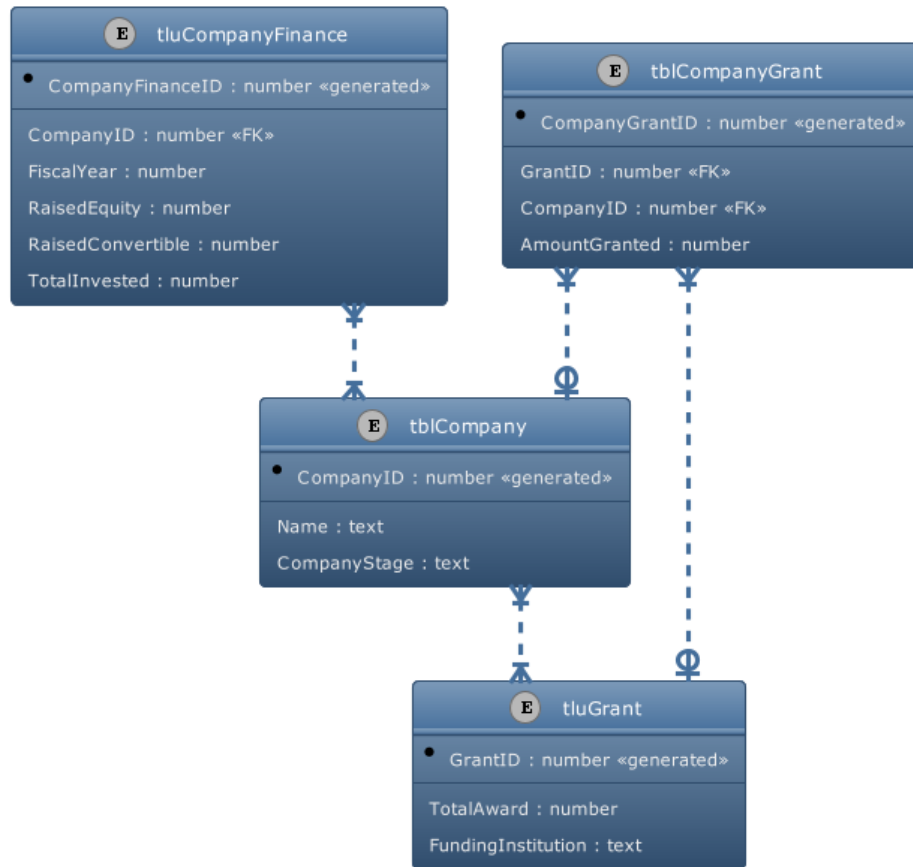 E tluCompanyFinance
CompanyFinanceID : number «generated»
CompanyID : number «FK»
FiscalYear : number
RaisedEquity : number
RaisedConvertible : number
TotalInvested : number
E tblCompanyGrant
CompanyGrantID : number «generated»
GrantID : number «FK»
CompanyID : number «FK»
AmountGranted : number
E tblCompany
CompanyID : number «generated»
Name : text
CompanyStage : text
E tluGrant
GrantID : number «generated»
TotalAward : number
FundingInstitution : text